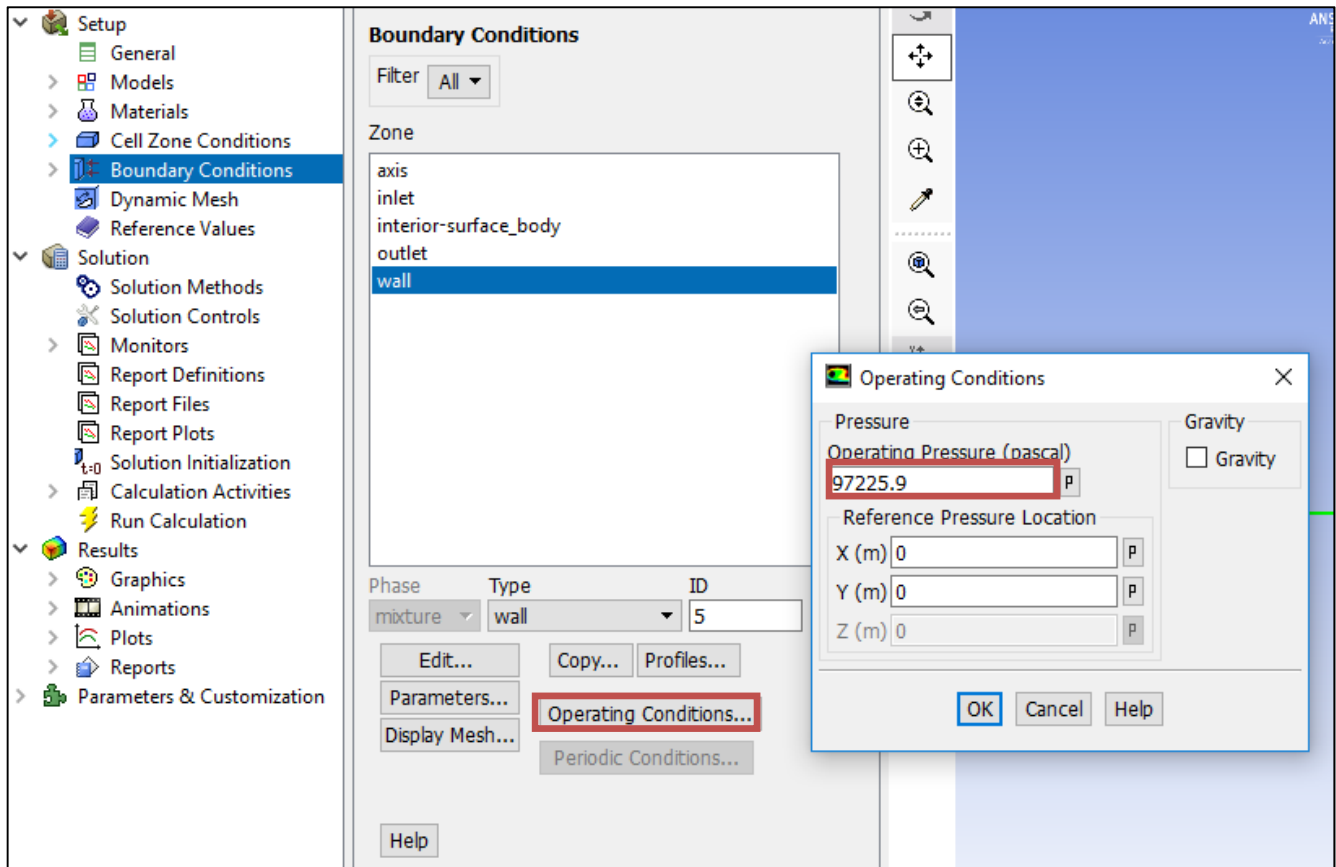 Setup
General
Models
Materials
Cell Zone Conditions
Boundary Conditions
Dynamic Mesh
Reference Values
Solution
Solution Methods
Solution Controls
Monitors
Report Definitions
Report Files
Report Plots
t=0 Solution Initialization
Calculation Activities
Run Calculation
Results
Graphics
Animations
Plots
Reports
Parameters & Customization
Boundary Conditions
Filter All
Zone
axis
inlet
interior-surface_body
outlet
wall
Phase Type ID
mixture wall 5
Edit... Copy... Profiles...
Parameters... Operating Conditions...
Display Mesh...
Periodic Conditions...
Help
ANS
Operating Conditions
Pressure
Operating Pressure (pascal)
97225.9 P
Reference Pressure Location
X (m) 0 P
Y (m) 0 P
Z (m) 0 P
Gravity
Gravity
OK Cancel Help